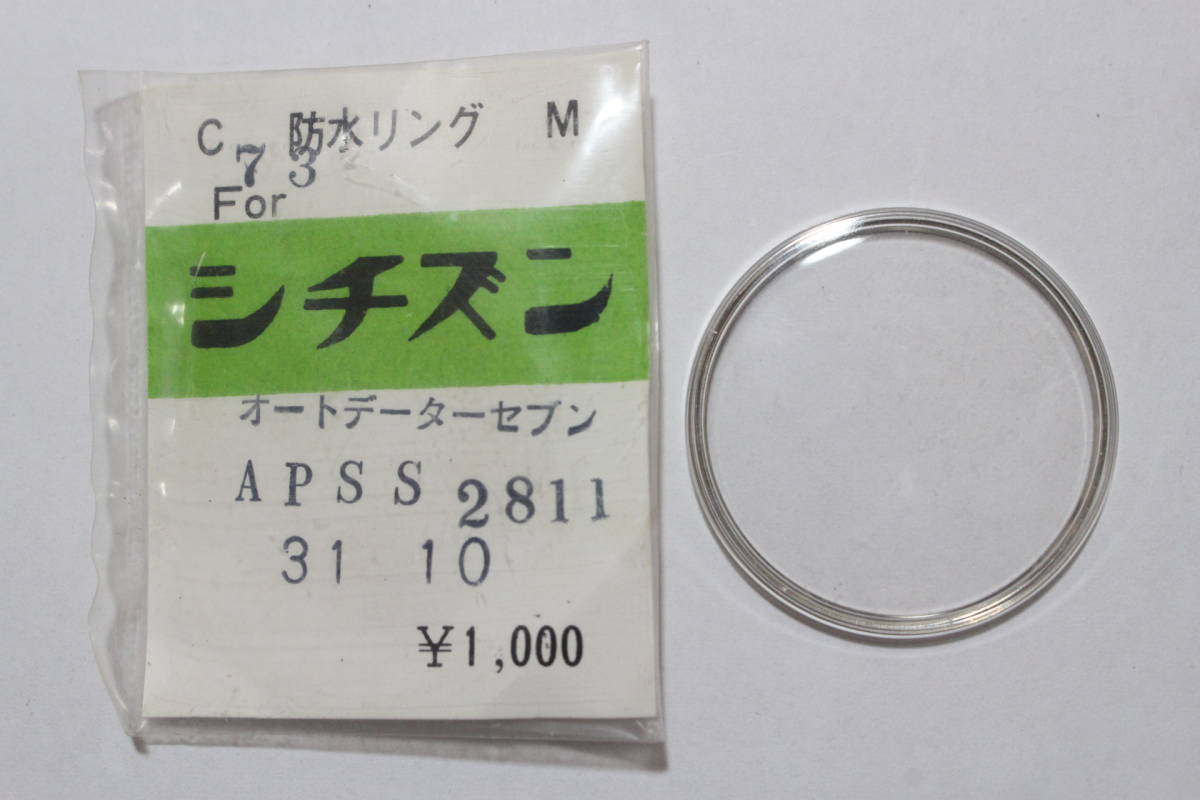 C 防水リング M
73
For
シチズン
オートデーターセブン
APSS 2811
31 10
¥1,000